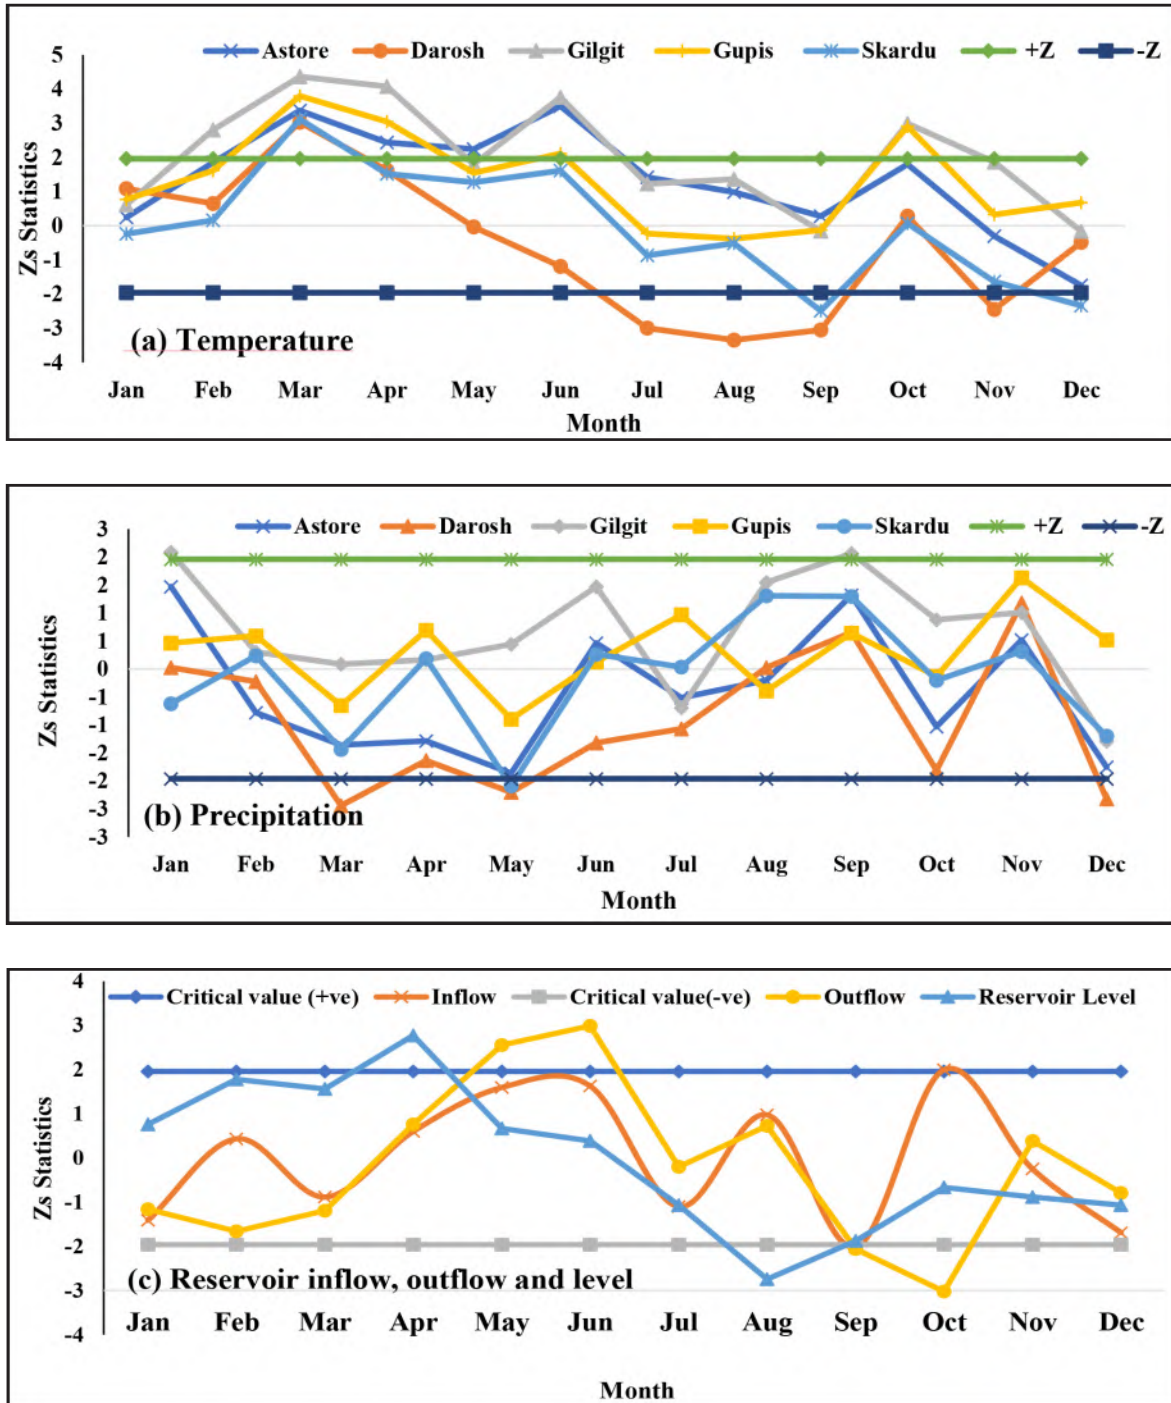 Astore Darosh Gilgit Gupis Skardu +Z -Z
5
4
3
2
1
0
-1
-2
-3
-4
Zs Statistics
(a) Temperature
Jan Feb Mar Apr May Jun Jul Aug Sep Oct Nov Dec
Month
Astore Darosh Gilgit Gupis Skardu +Z -Z
3
2
2
1
1
0
-1
-1
-2
-2
-3
-3
Zs Statistics
(b) Precipitation
Jan Feb Mar Apr May Jun Jul Aug Sep Oct Nov Dec
Month
Critical value (+ve) Inflow Critical value(-ve) Outflow Reservoir Level
4
3
2
1
0
-1
-2
-3
-4
Zs Statistics
(c) Reservoir inflow, outflow and level
Jan Feb Mar Apr May Jun Jul Aug Sep Oct Nov Dec
Month